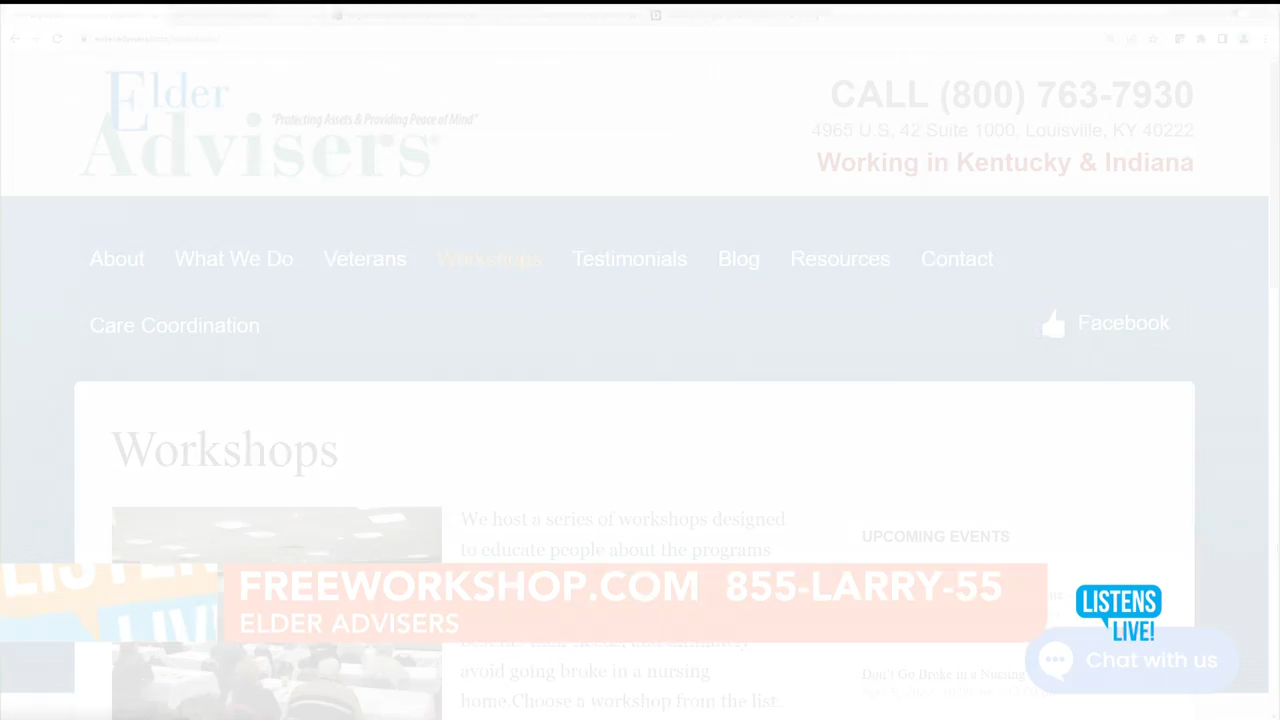 Elder
Advisers
"Protecting Assets & Providing Peace of Mind"
CALL (800) 763-7930
4965 U.S, 42 Suite 1000, Louisville, KY 40222
Working in Kentucky & Indiana
About What We Do Veterans Workshops Testimonials Blog Resources Contact
Care Coordination Facebook
Workshops
We host a series of workshops designed
to educate people about the programs
UPCOMING EVENTS
FREEWORKSHOP.COM 855-LARRY-55
ELDER ADVISERS
LISTENS
LIVE!
avoid going broke in a nursing
home.Choose a workshop from the list.
Don't Go Broke in a Nursing
Chat with us